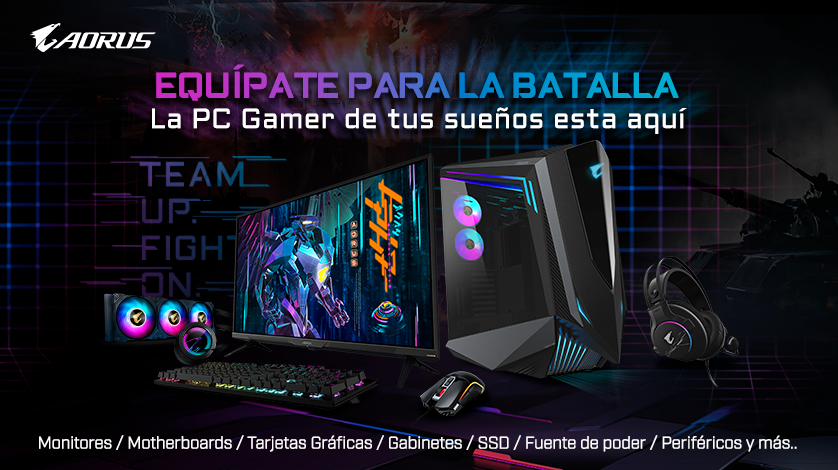 AORUS
EQUÍPATE PARA LA BATALLA
La PC Gamer de tus sueños esta aquí
TEAM
UP.
FIGHT
ON.
AORUS
Monitores / Motherboards / Tarjetas Gráficas / Gabinetes / SSD / Fuente de poder / Periféricos y más..